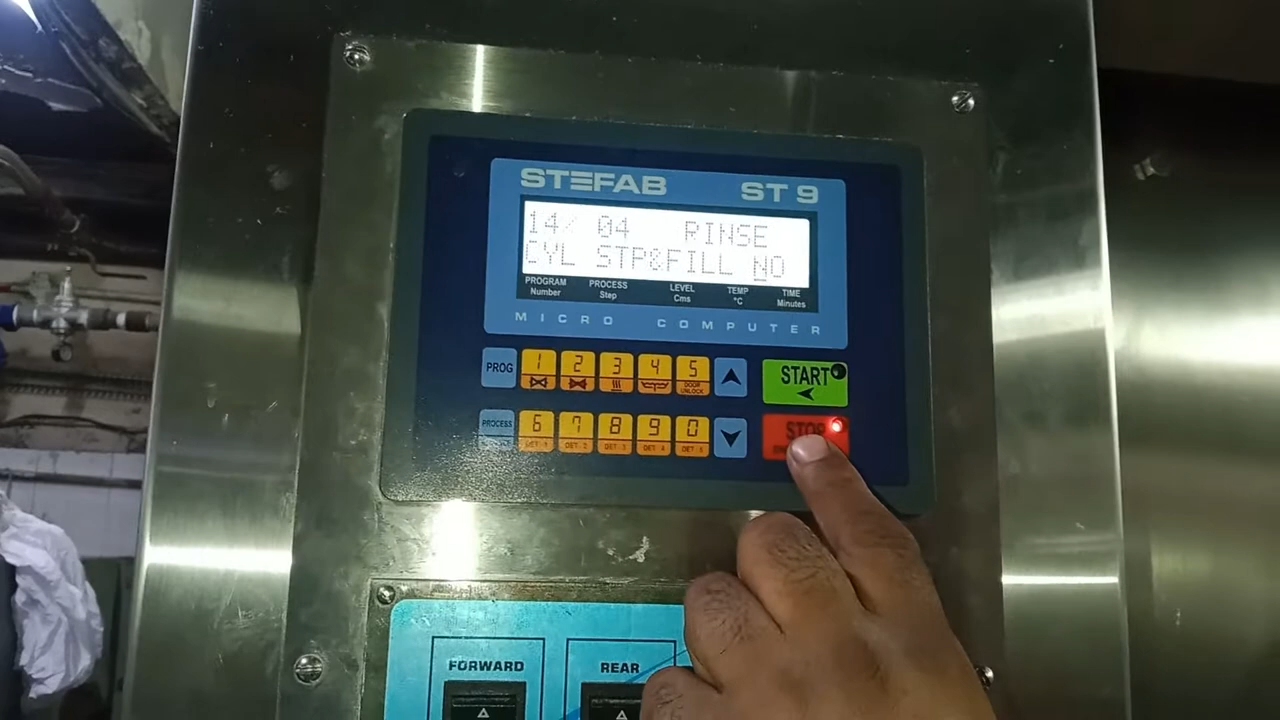 STEFAB ST 9
14/ 04 RINSE
CYL STP&FILL NO
PROGRAM Number PROCESS Step LEVEL Cms TEMP °C TIME Minutes
MICRO COMPUTER
PROG 1 2 3 4 5 DOOR UNLOCK START
PROCESS 6 7 8 9 0 STOP
DET 1 DET 2 DET 3 DET 4 DET 5
FORWARD REAR